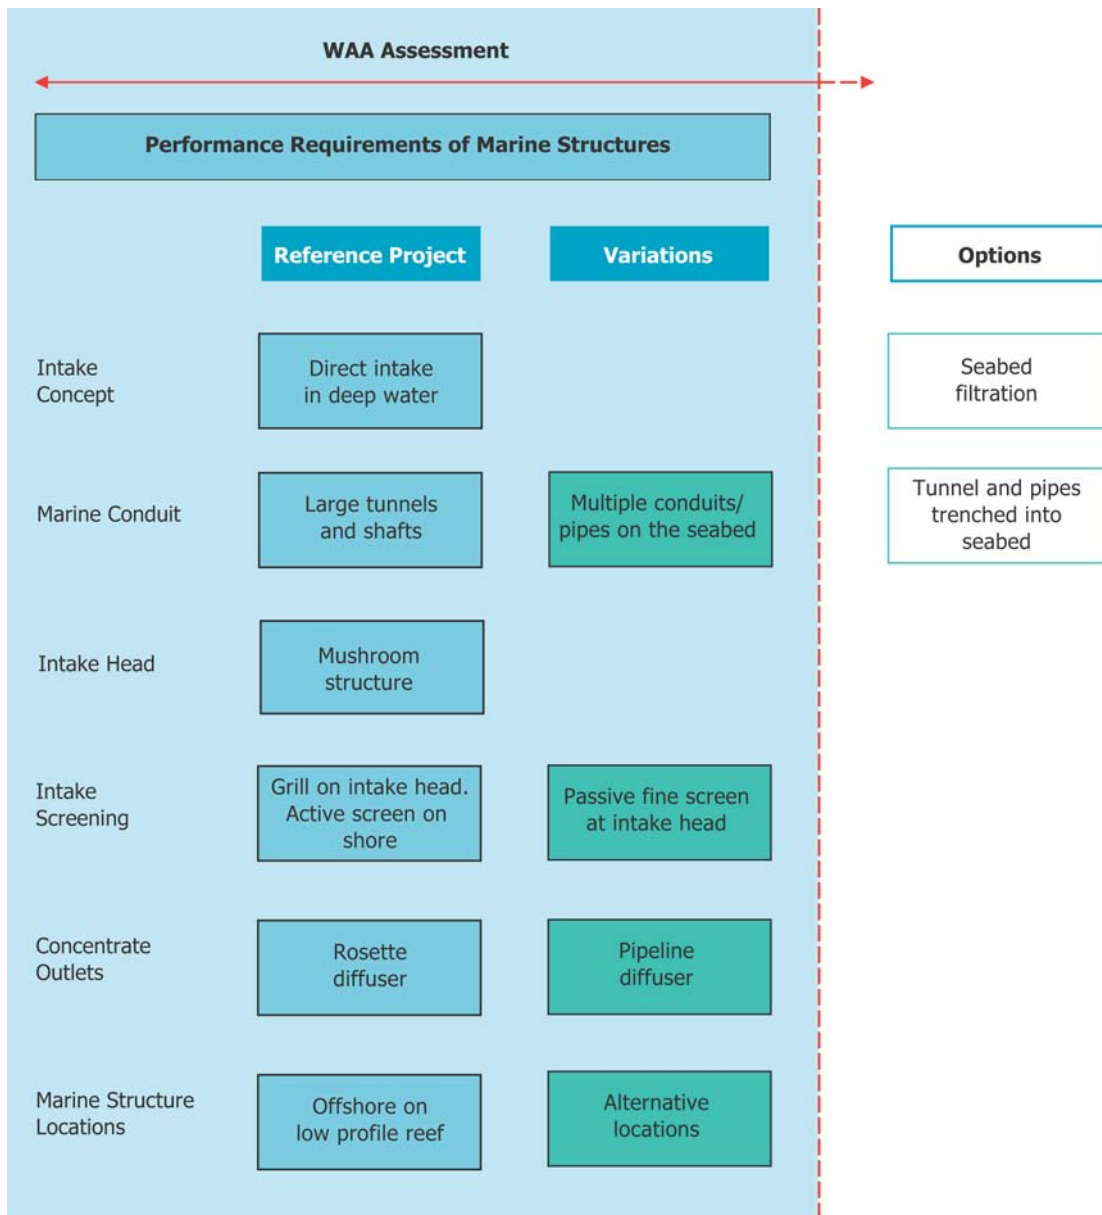 WAA Assessment
Performance Requirements of Marine Structures
Reference Project
Variations
Options
Intake
Concept
Direct intake
in deep water
Seabed
filtration
Marine Conduit
Large tunnels
and shafts
Multiple conduits/
pipes on the seabed
Tunnel and pipes
trenched into
seabed
Intake Head
Mushroom
structure
Intake
Screening
Grill on intake head.
Active screen on
shore
Passive fine screen
at intake head
Concentrate
Outlets
Rosette
diffuser
Pipeline
diffuser
Marine Structure
Locations
Offshore on
low profile reef
Alternative
locations